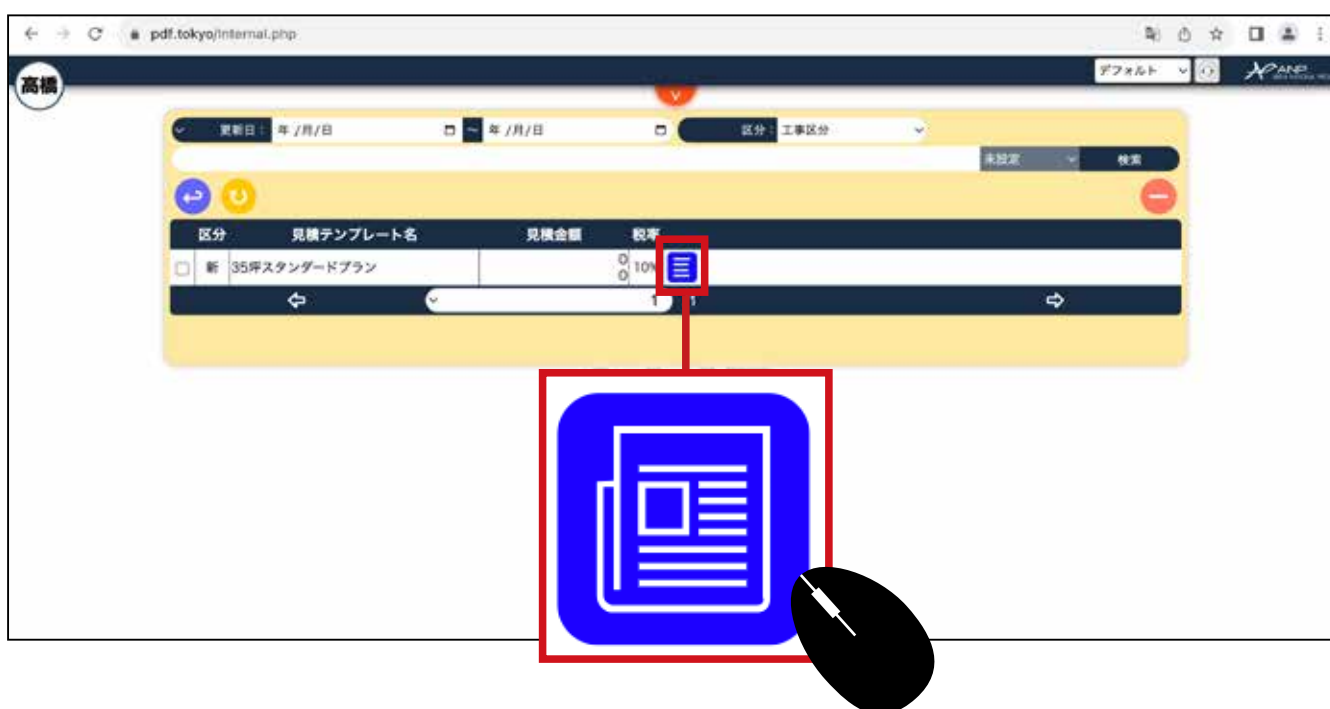 pdf.tokyo/internal.php
高橋
デフォルト
更新日： 年 /月/日 ~ 年 /月/日 区分： 工事区分
未設定 検索
区分 見積テンプレート名 見積金額 税率
新 35坪スタンダードプラン 0 10%
0
1 1